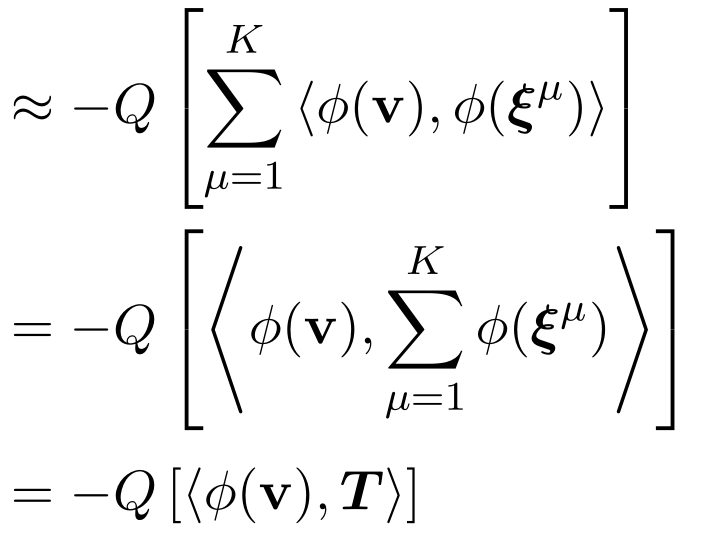 ≈ −Q [ ∑_{μ=1}^{K} ⟨ϕ(𝐯), ϕ(𝛏^μ)⟩ ]
= −Q [ ⟨ ϕ(𝐯), ∑_{μ=1}^{K} ϕ(𝛏^μ) ⟩ ]
= −Q [⟨ϕ(𝐯), 𝑻⟩]